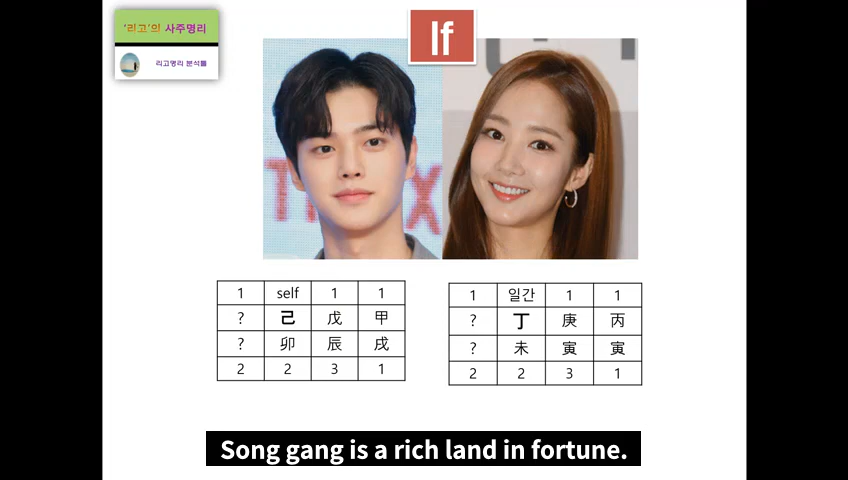 '리고'의 사주명리
리고명리 분석툴
If
1 self 1 1
? 己 戊 甲
? 卯 辰 戌
2 2 3 1
1 일간 1 1
? 丁 庚 丙
? 未 寅 寅
2 2 3 1
Song gang is a rich land in fortune.